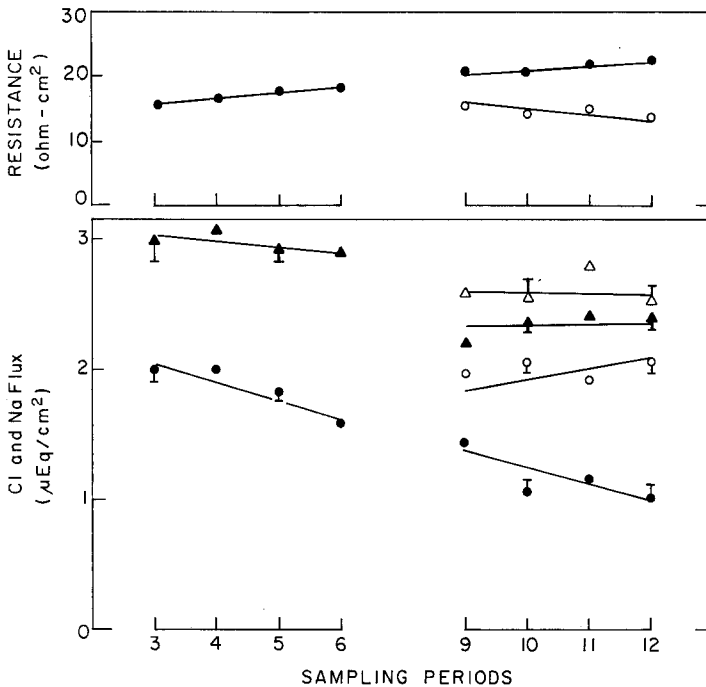 RESISTANCE
(ohm-cm²)
30
20
10
0
Cl and Na Flux
(μEq/cm²)
3
2
1
0
3 4 5 6 9 10 11 12
SAMPLING PERIODS